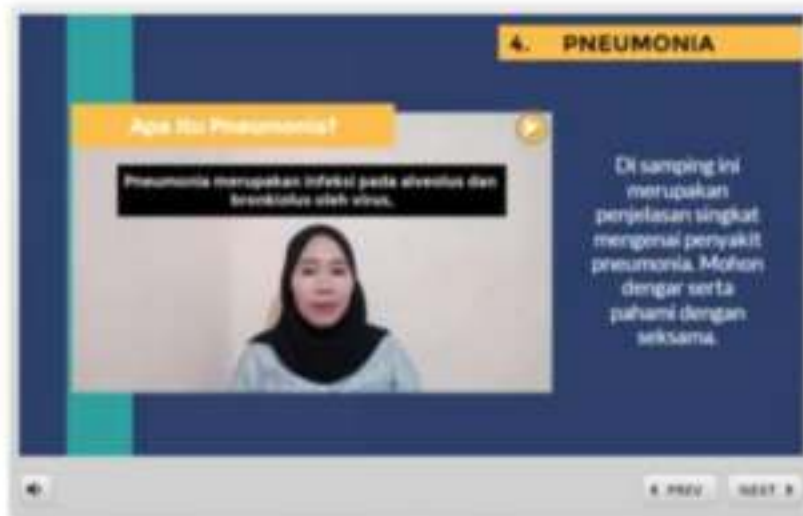 4. PNEUMONIA
Apa Itu Pneumonia?
Pneumonia merupakan infeksi pada alveolus dan
bronkiolus oleh virus,
Di samping ini
merupakan
penjelasan singkat
mengenai penyakit
pneumonia. Mohon
dengar serta
pahami dengan
seksama.
PREV
NEXT